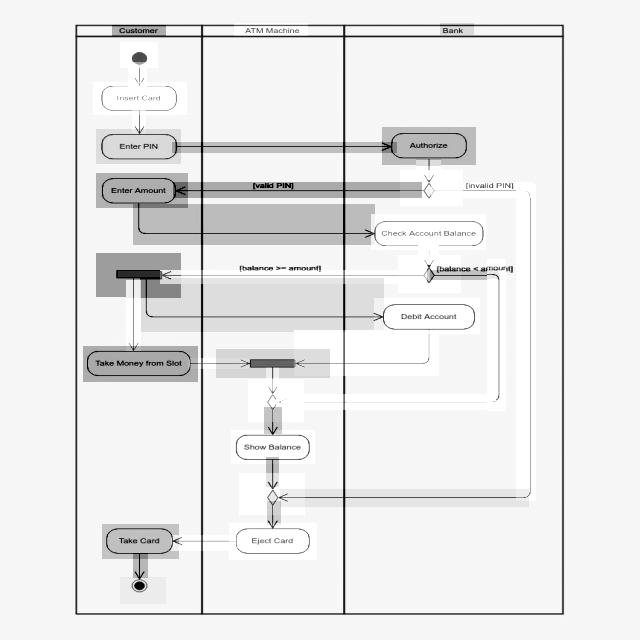 Customer
ATM Machine
Bank
Insert Card
Enter PIN
Authorize
Enter Amount
[valid PIN]
[invalid PIN]
Check Account Balance
[balance >= amount]
[balance < amount]
Debit Account
Take Money from Slot
Show Balance
Take Card
Eject Card